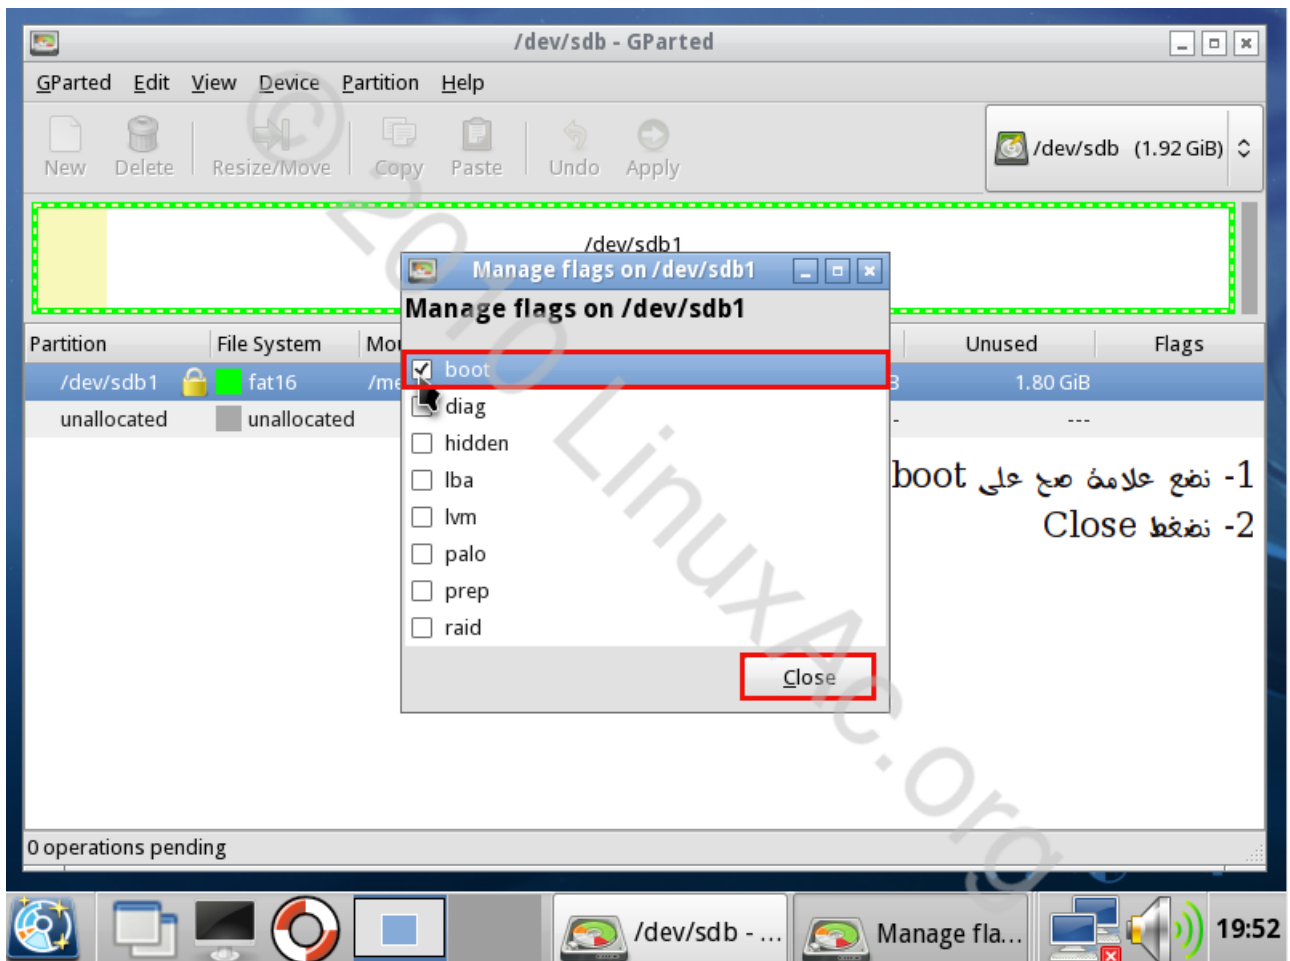 /dev/sdb - GParted
GParted Edit View Device Partition Help
New Delete Resize/Move Copy Paste Undo Apply
/dev/sdb (1.92 GiB)
/dev/sdb1
Manage flags on /dev/sdb1
Manage flags on /dev/sdb1
Partition File System Mou Unused Flags
/dev/sdb1 fat16 /me B 1.80 GiB
unallocated unallocated - ---
boot
diag
hidden
lba
lvm
palo
prep
raid
Close
1- نضع علامة صح على boot
2- نضغط Close
0 operations pending
/dev/sdb - ...
Manage fla...
19:52
© 2010 LinuxAc.org